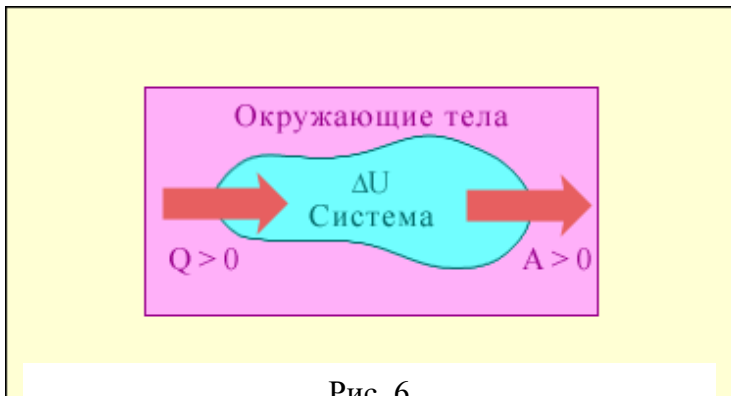 Окружающие тела
ΔU
Система
Q > 0
A > 0
Рис. 6